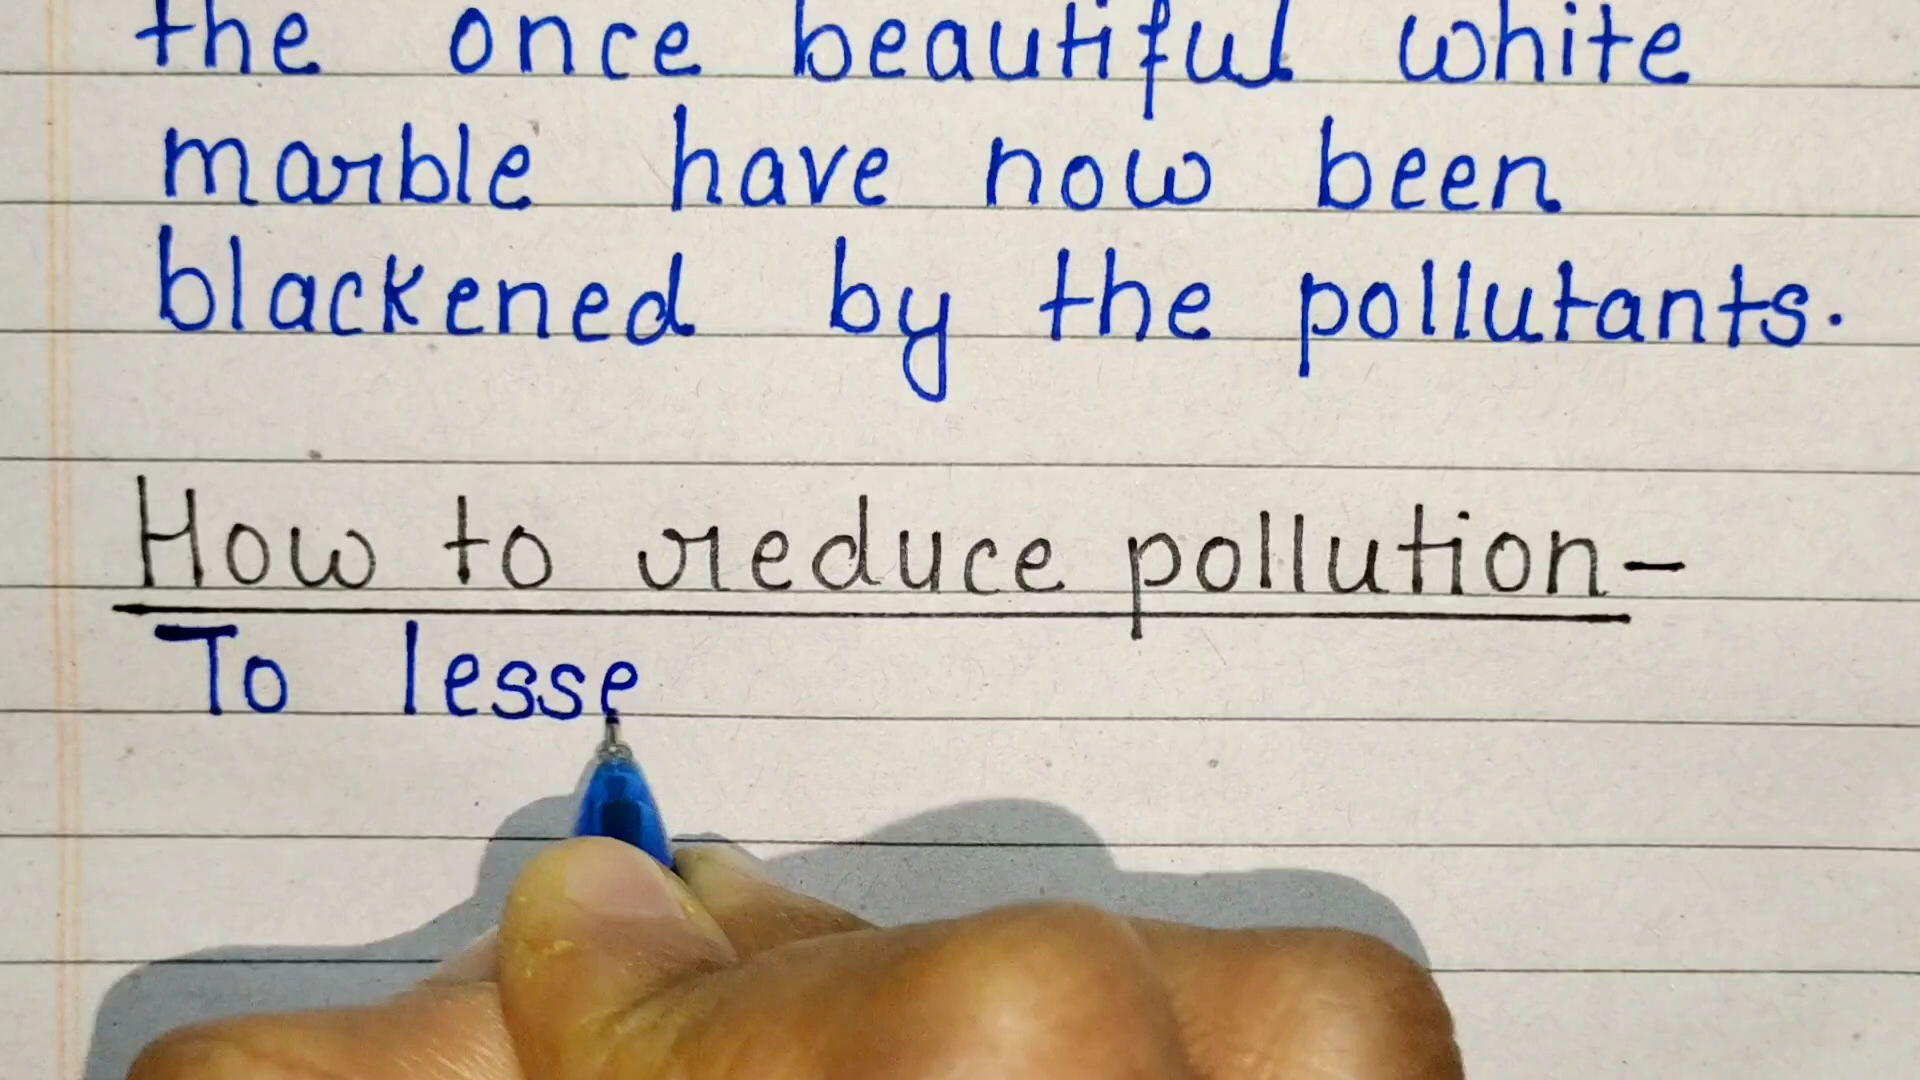 the once beautiful white
marble have now been
blackened by the pollutants.
How to reduce pollution-
To lesse